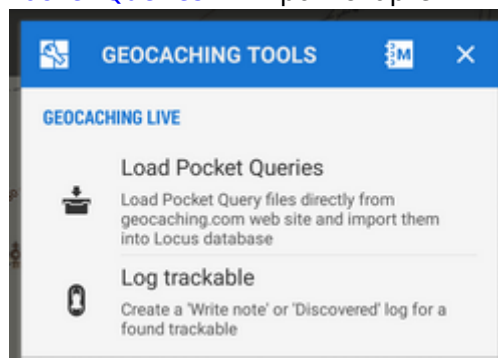 GEOCACHING TOOLS M
GEOCACHING LIVE
Load Pocket Queries
Load Pocket Query files directly from
geocaching.com web site and import them
into Locus database
Log trackable
Create a 'Write note' or 'Discovered' log for a
found trackable